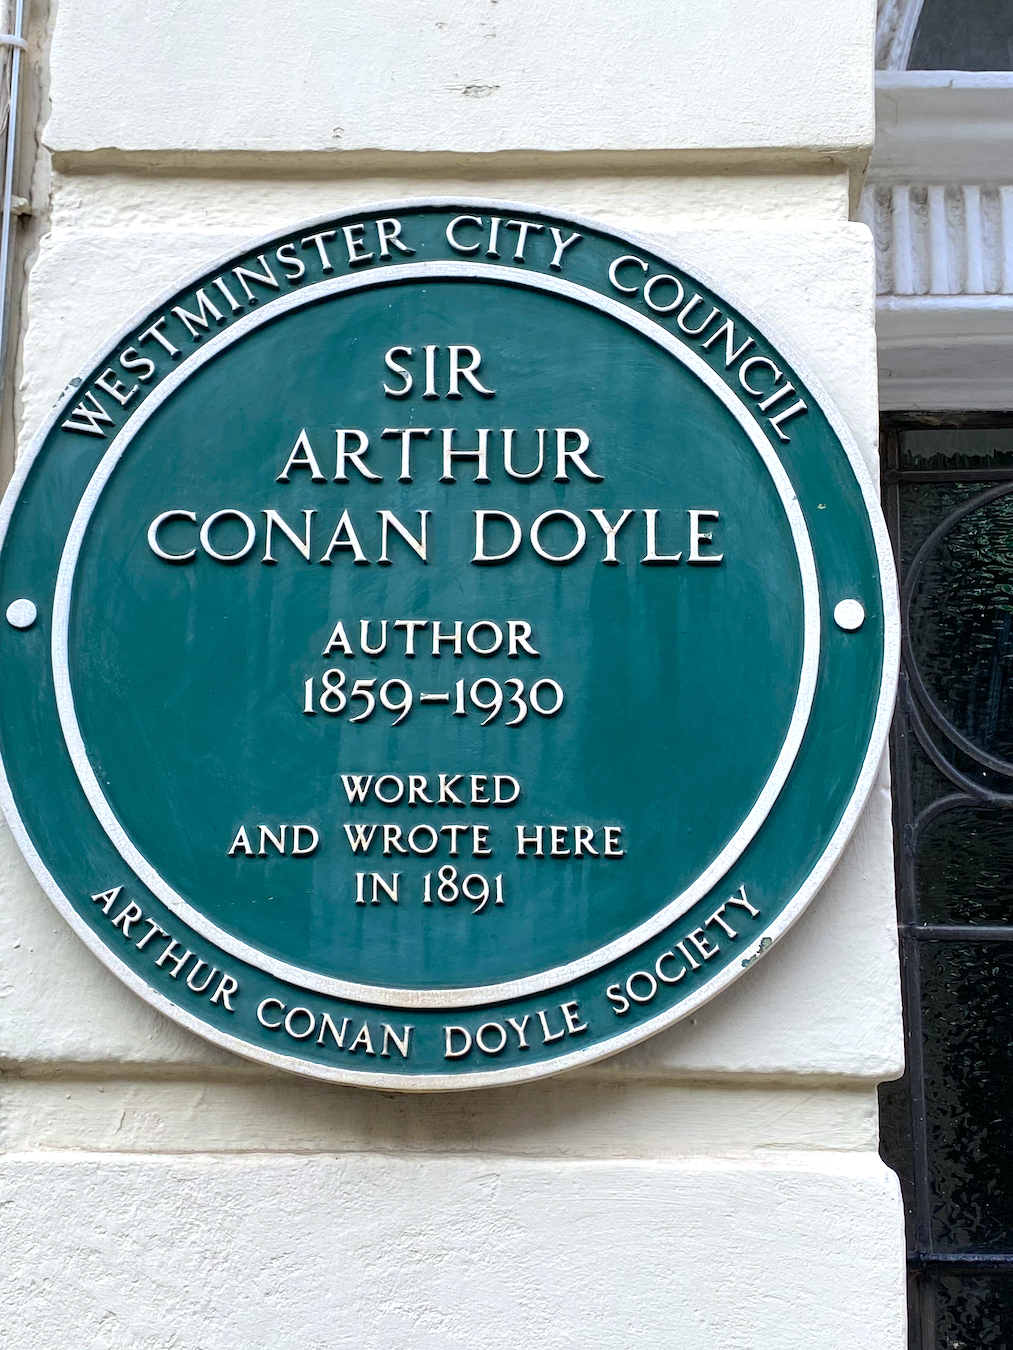 WESTMINSTER CITY COUNCIL
SIR
ARTHUR
CONAN DOYLE
AUTHOR
1859–1930
WORKED
AND WROTE HERE
IN 1891
ARTHUR CONAN DOYLE SOCIETY